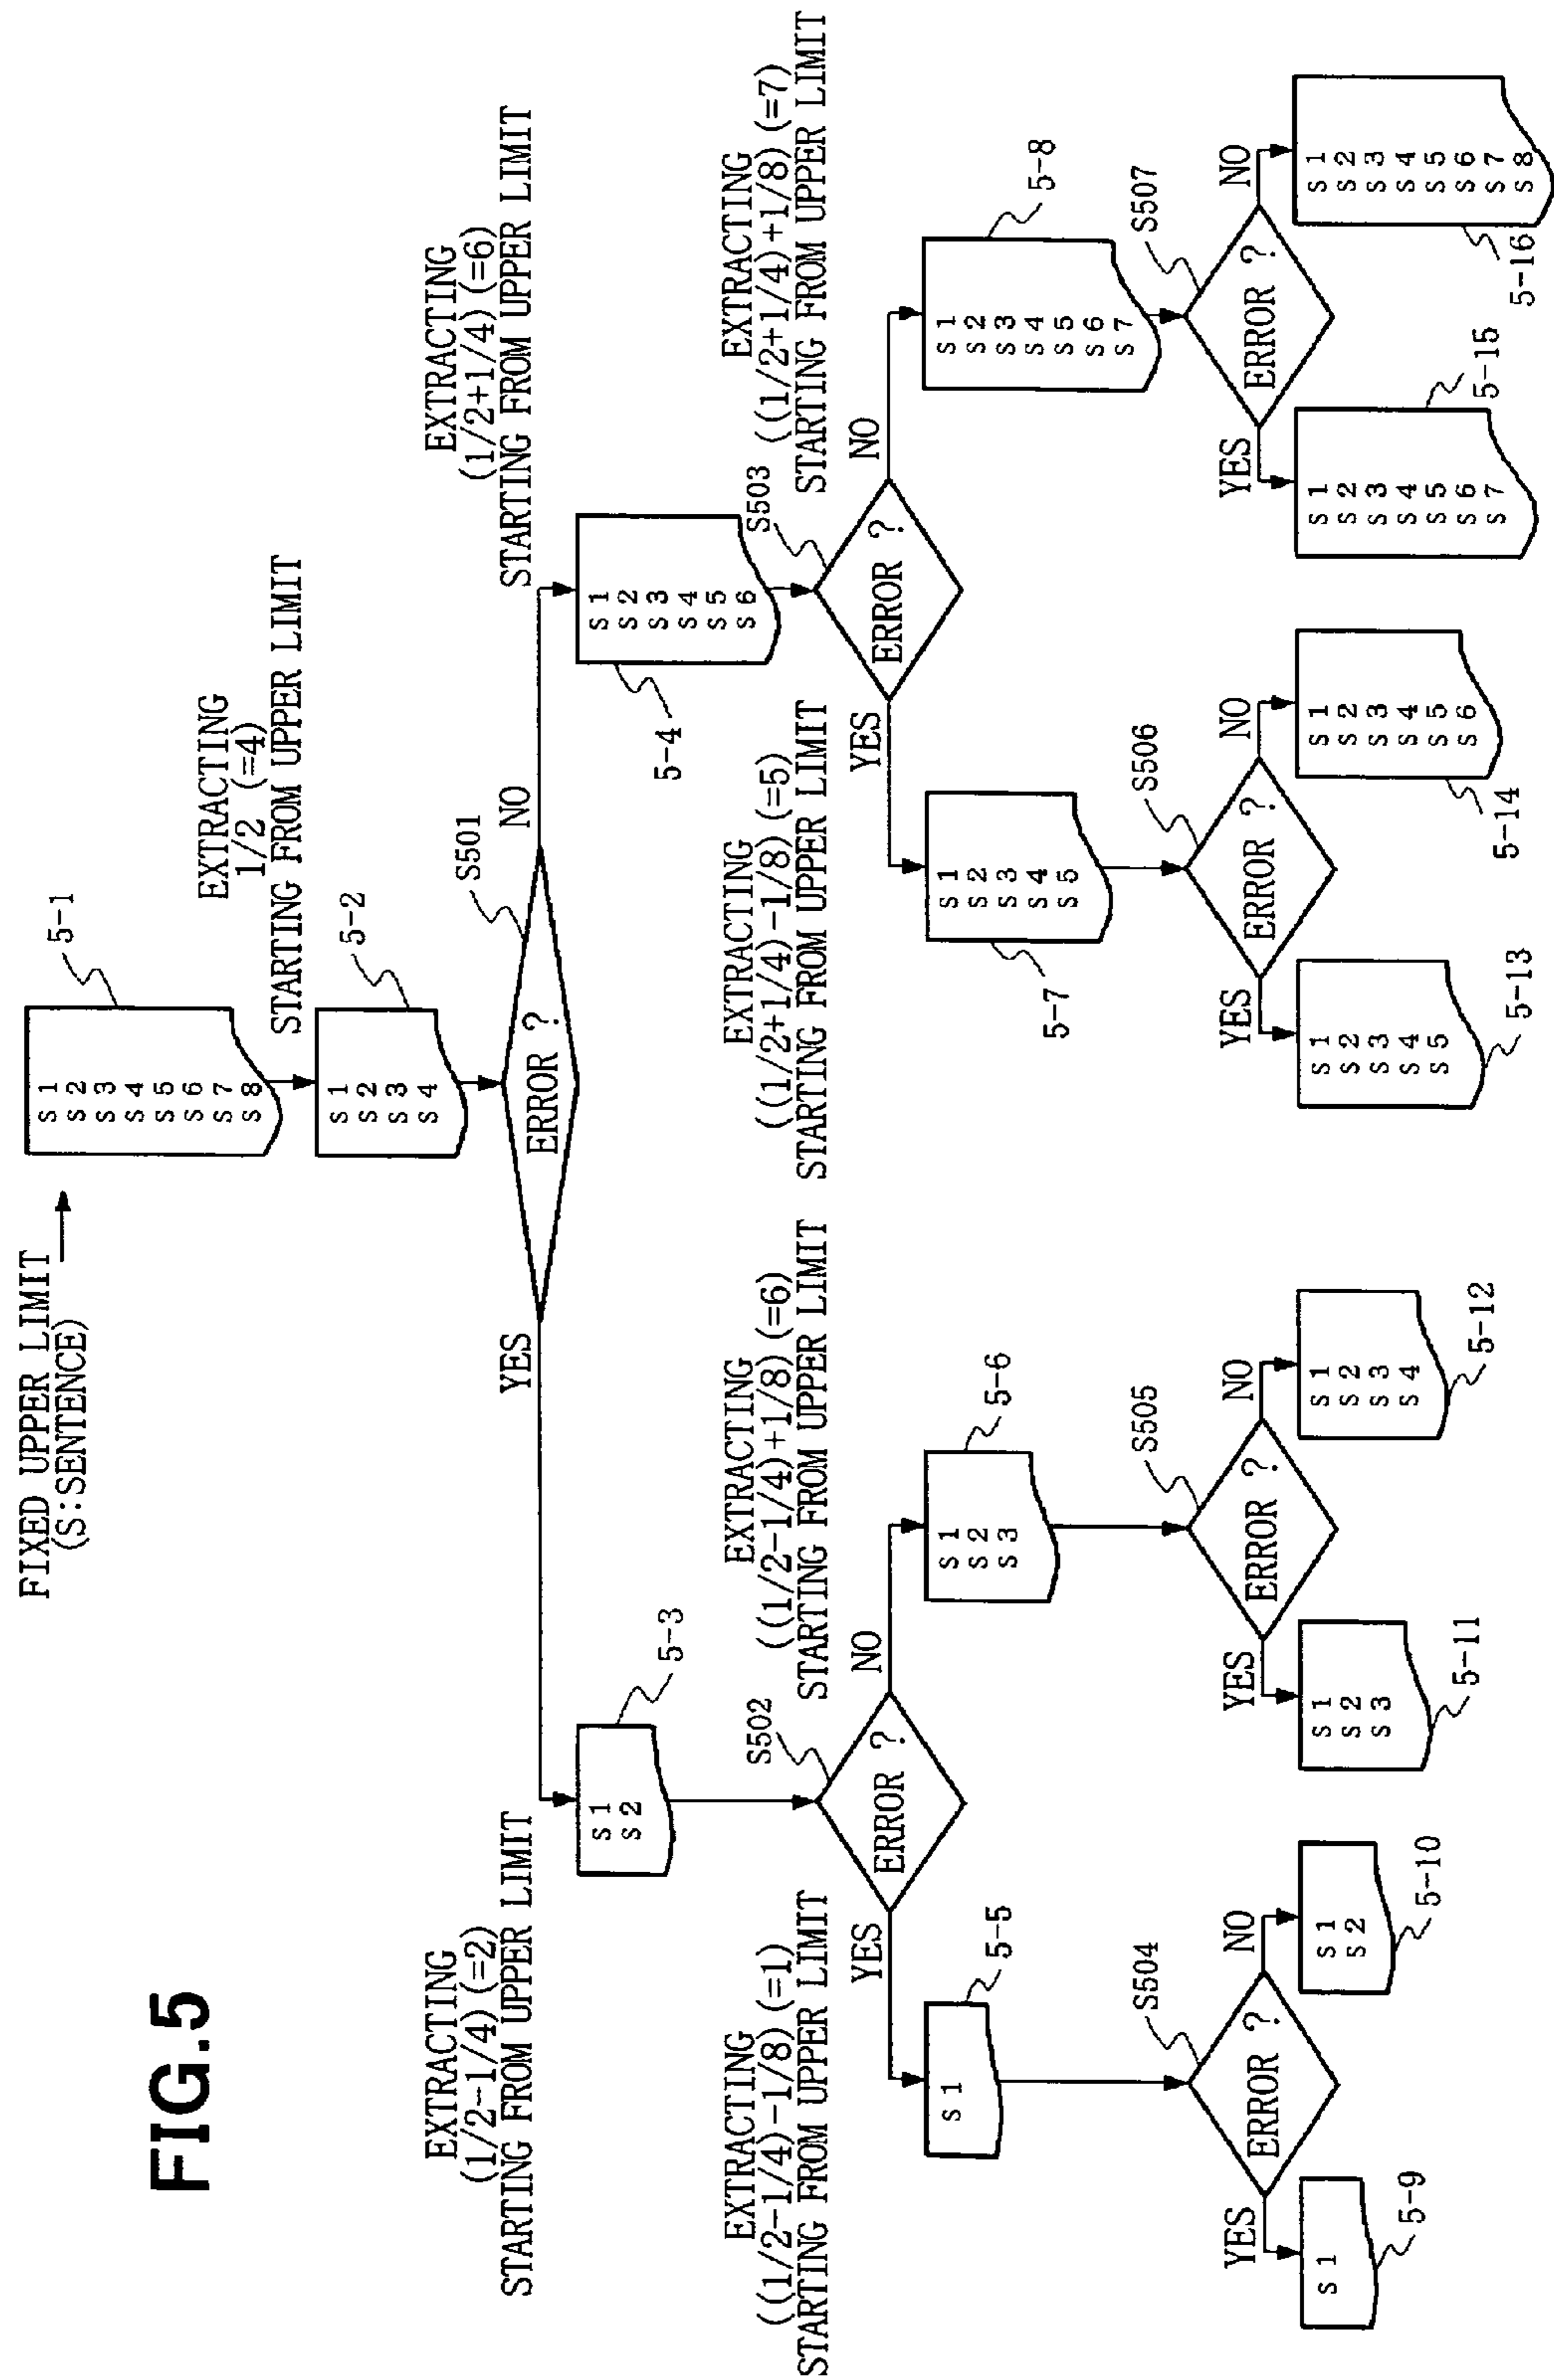 FIG.5
FIXED UPPER LIMIT
(S:SENTENCE)
S1
S2
S3
S4
S5
S6
S7
S8
5-1
EXTRACTING
1/2 (=4)
STARTING FROM UPPER LIMIT
S1
S2
S3
S4
5-2
ERROR ?
S501
YES
NO
EXTRACTING
(1/2-1/4) (=2)
STARTING FROM UPPER LIMIT
S1
S2
5-3
EXTRACTING
(1/2+1/4) (=6)
STARTING FROM UPPER LIMIT
S1
S2
S3
S4
S5
S6
5-4
ERROR ?
S502
YES
NO
ERROR ?
S503
YES
NO
EXTRACTING
((1/2-1/4)-1/8) (=1)
STARTING FROM UPPER LIMIT
S1
5-5
EXTRACTING
((1/2-1/4)+1/8) (=6)
STARTING FROM UPPER LIMIT
S1
S2
S3
5-6
EXTRACTING
((1/2+1/4)-1/8) (=5)
STARTING FROM UPPER LIMIT
S1
S2
S3
S4
S5
5-7
EXTRACTING
((1/2+1/4)+1/8) (=7)
STARTING FROM UPPER LIMIT
S1
S2
S3
S4
S5
S6
S7
5-8
ERROR ?
S504
YES
NO
ERROR ?
S505
YES
NO
ERROR ?
S506
YES
NO
ERROR ?
S507
YES
NO
S1
5-9
S1
S2
5-10
S1
S2
S3
5-11
S1
S2
S3
S4
5-12
S1
S2
S3
S4
S5
5-13
S1
S2
S3
S4
S5
S6
5-14
S1
S2
S3
S4
S5
S6
S7
5-15
S1
S2
S3
S4
S5
S6
S7
S8
5-16